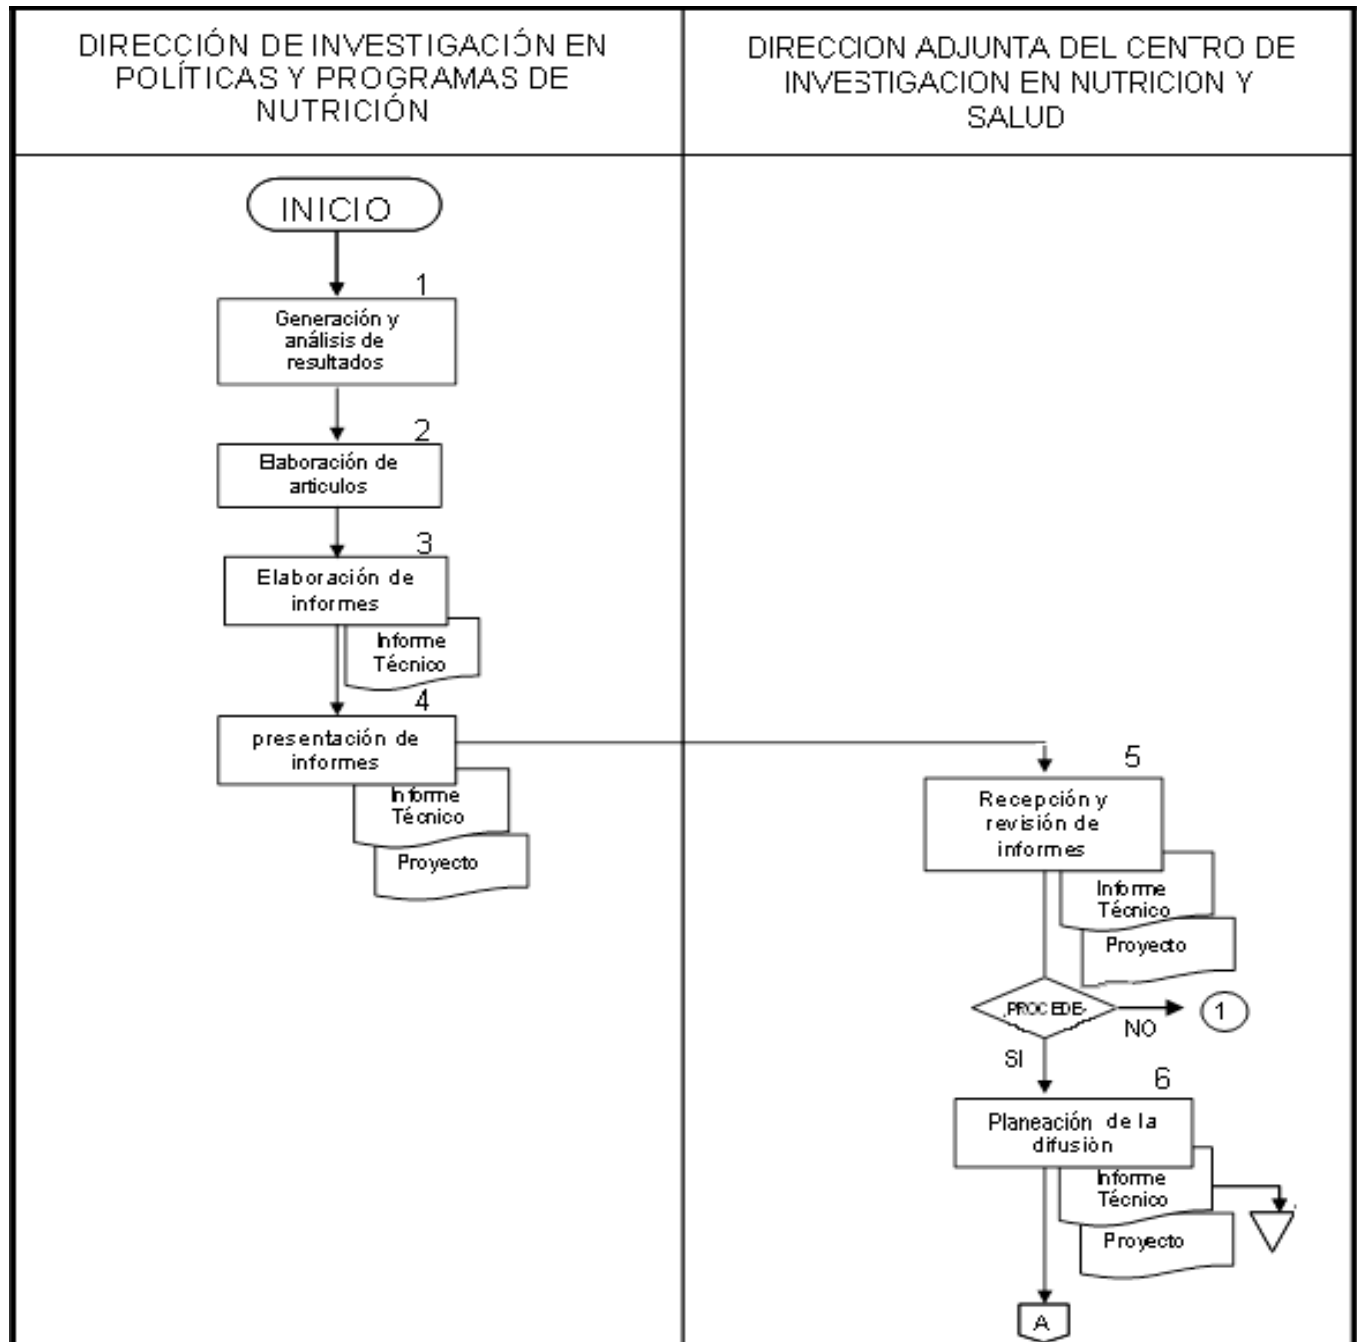 DIRECCIÓN DE INVESTIGACIÓN EN
POLÍTICAS Y PROGRAMAS DE
NUTRICIÓN
DIRECCION ADJUNTA DEL CENTRO DE
INVESTIGACION EN NUTRICION Y
SALUD
INICIO
1
Generación y
análisis de
resultados
2
Elaboración de
articulos
3
Elaboración de
informes
Informe
Técnico
4
presentación de
informes
Informe
Técnico
Proyecto
5
Recepción y
revisión de
informes
Informe
Técnico
Proyecto
PROCEDE
NO
1
SI
6
Planeación de la
difusión
Informe
Técnico
Proyecto
A